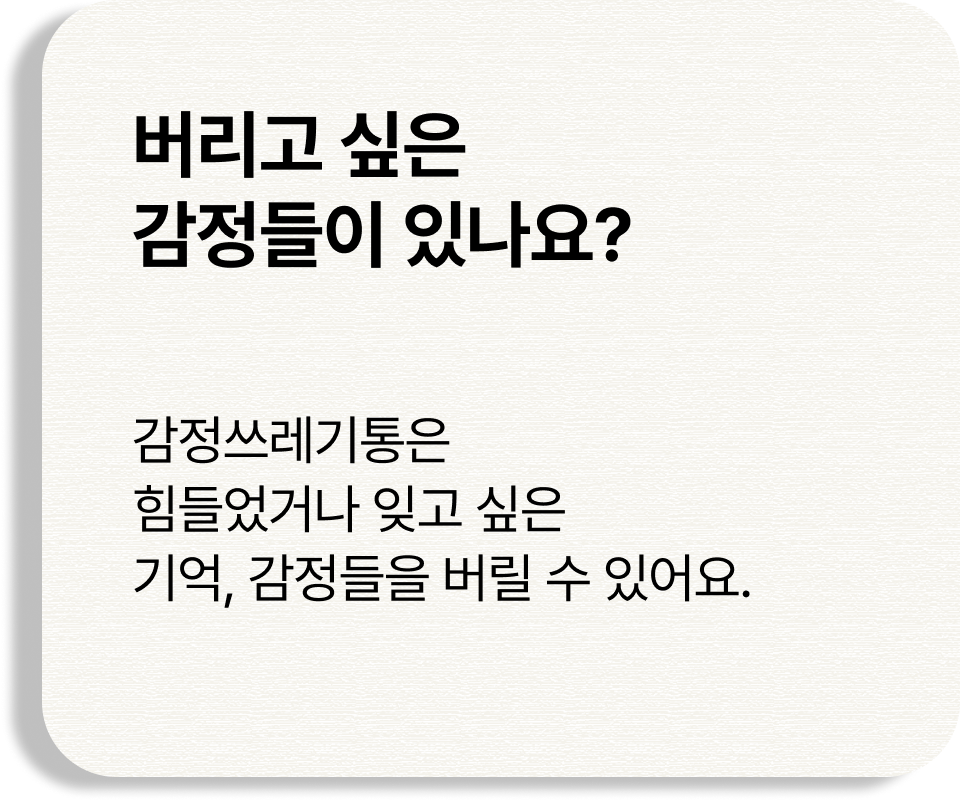 버리고 싶은
감정들이 있나요?
감정쓰레기통은
힘들었거나 잊고 싶은
기억, 감정들을 버릴 수 있어요.